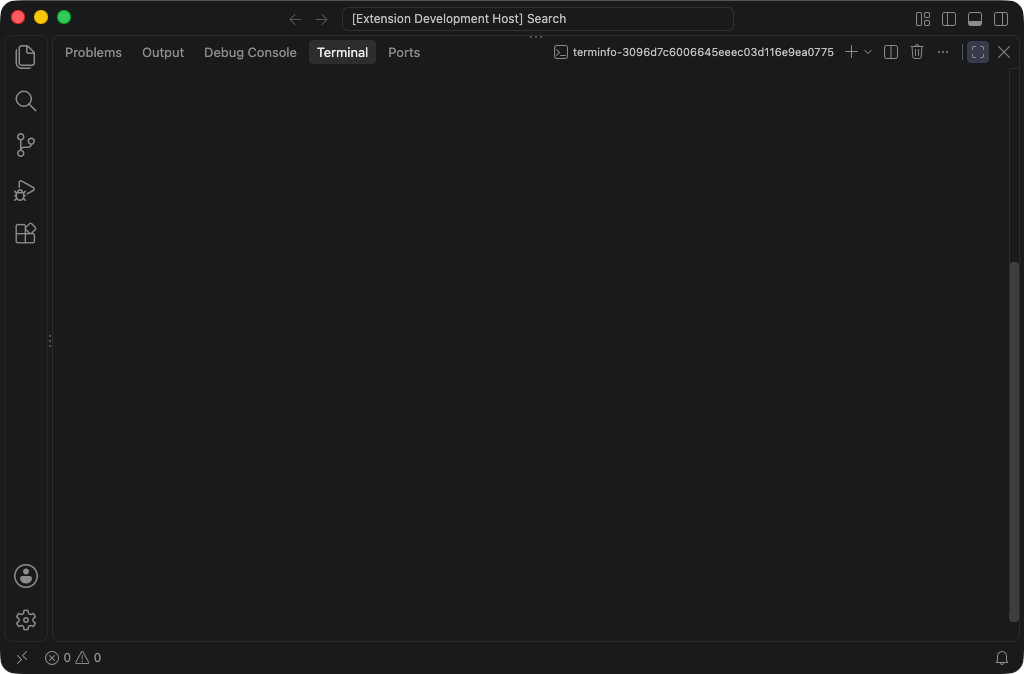 [Extension Development Host] Search
Problems Output Debug Console Terminal Ports terminfo-3096d7c6006645eeec03d116e9ea0775
0 0